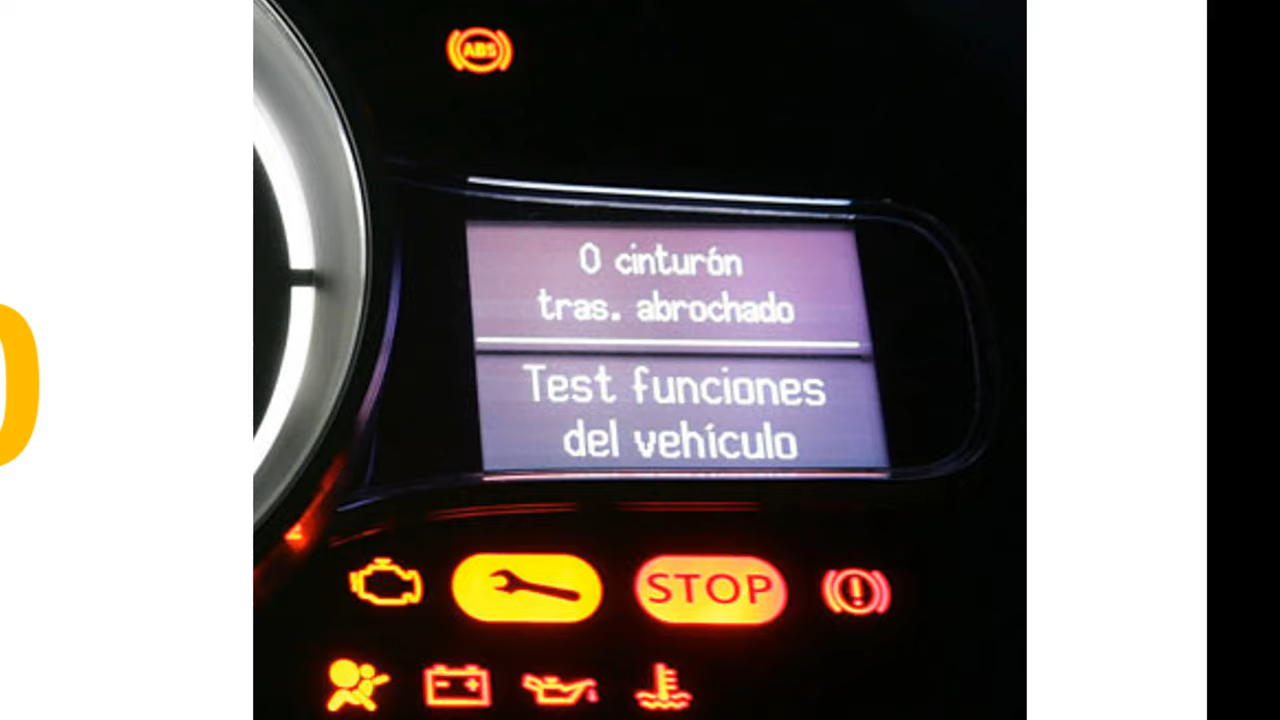 ABS
0 cinturón
tras. abrochado
Test funciones
del vehículo
STOP